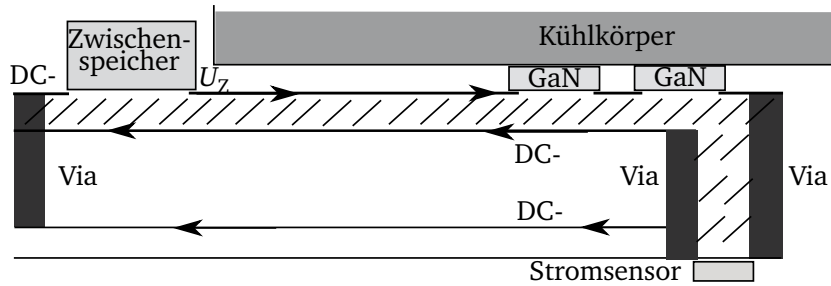 Zwischen-
speicher
Kühlkörper
DC-
U_Z
GaN
GaN
DC-
Via
Via
Via
DC-
Stromsensor